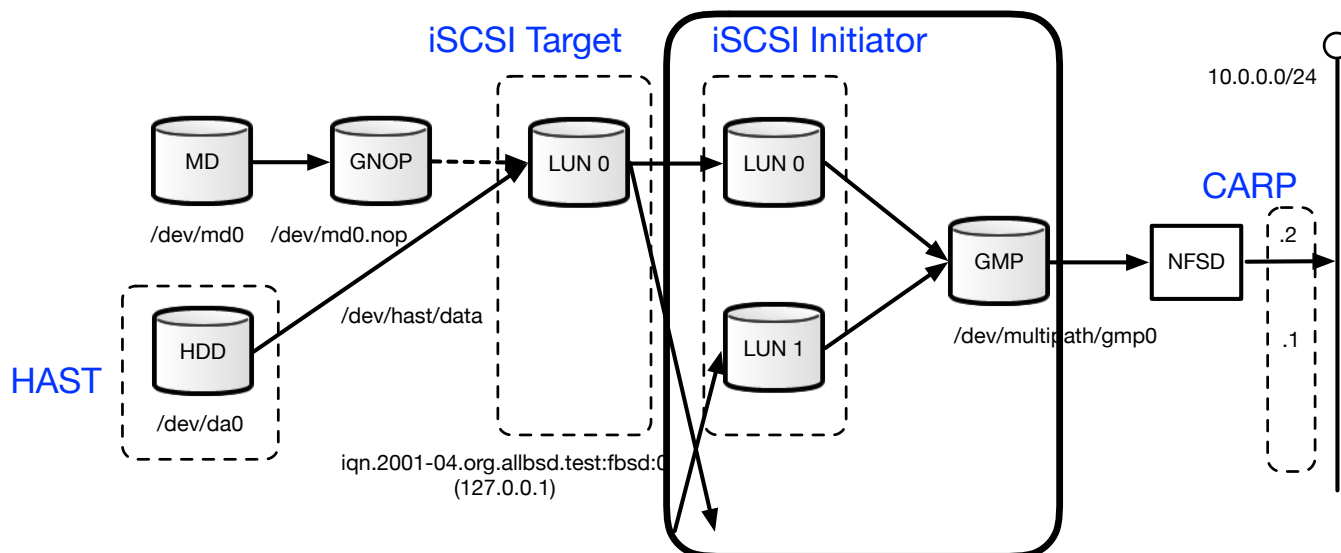 iSCSI Target
iSCSI Initiator
10.0.0.0/24
MD
GNOP
LUN 0
LUN 0
CARP
/dev/md0
/dev/md0.nop
.2
GMP
NFSD
/dev/hast/data
/dev/multipath/gmp0
.1
HDD
LUN 1
HAST
/dev/da0
iqn.2001-04.org.allbsd.test:fbsd:0
(127.0.0.1)